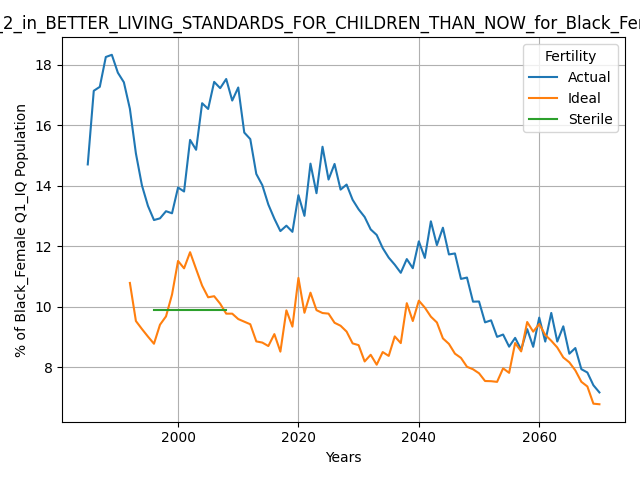 _2_in_BETTER_LIVING_STANDARDS_FOR_CHILDREN_THAN_NOW_for_Black_Fe
Fertility
Actual
Ideal
Sterile
% of Black_Female Q1_IQ Population
18
16
14
12
10
8
2000 2020 2040 2060
Years